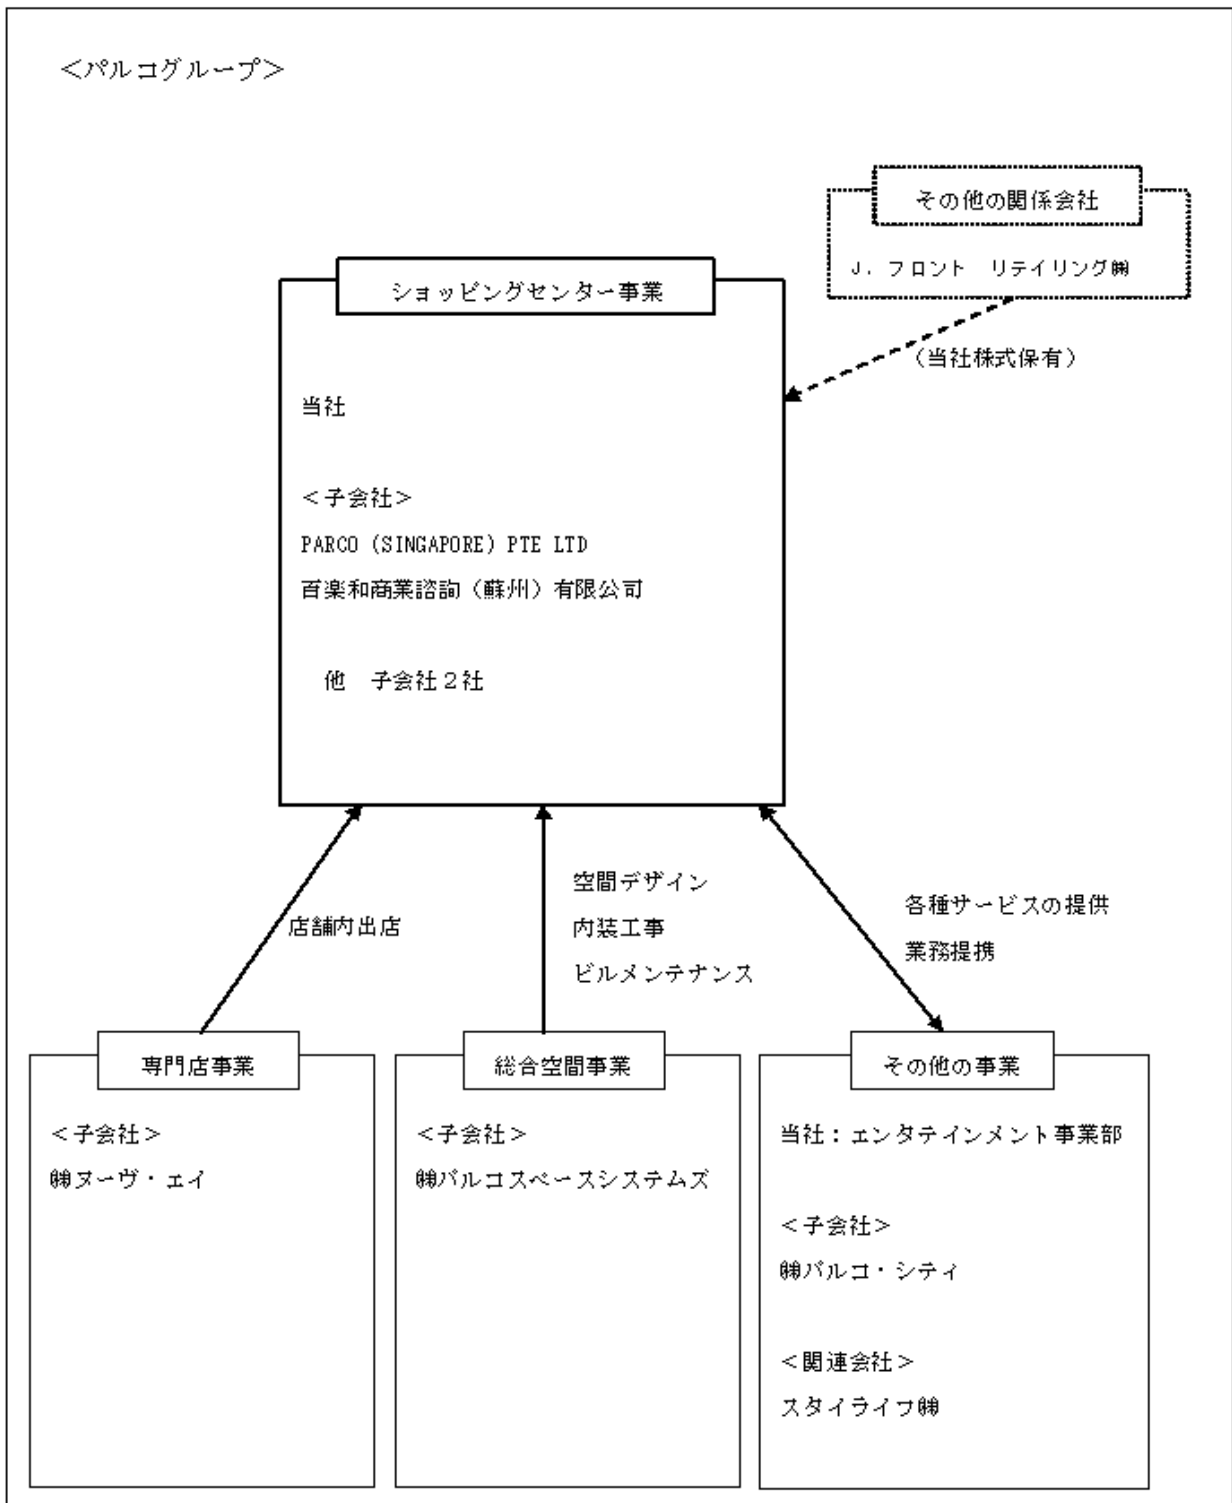 ＜パルコグループ＞
その他の関係会社
J．フロント　リテイリング㈱
（当社株式保有）
ショッピングセンター事業
当社
＜子会社＞
PARCO (SINGAPORE) PTE LTD
百楽和商業諮詢（蘇州）有限公司
他　子会社２社
店舗内出店
空間デザイン
内装工事
ビルメンテナンス
各種サービスの提供
業務提携
専門店事業
＜子会社＞
㈱ヌーヴ・エイ
総合空間事業
＜子会社＞
㈱パルコスペースシステムズ
その他の事業
当社：エンタテインメント事業部
＜子会社＞
㈱パルコ・シティ
＜関連会社＞
スタイライフ㈱